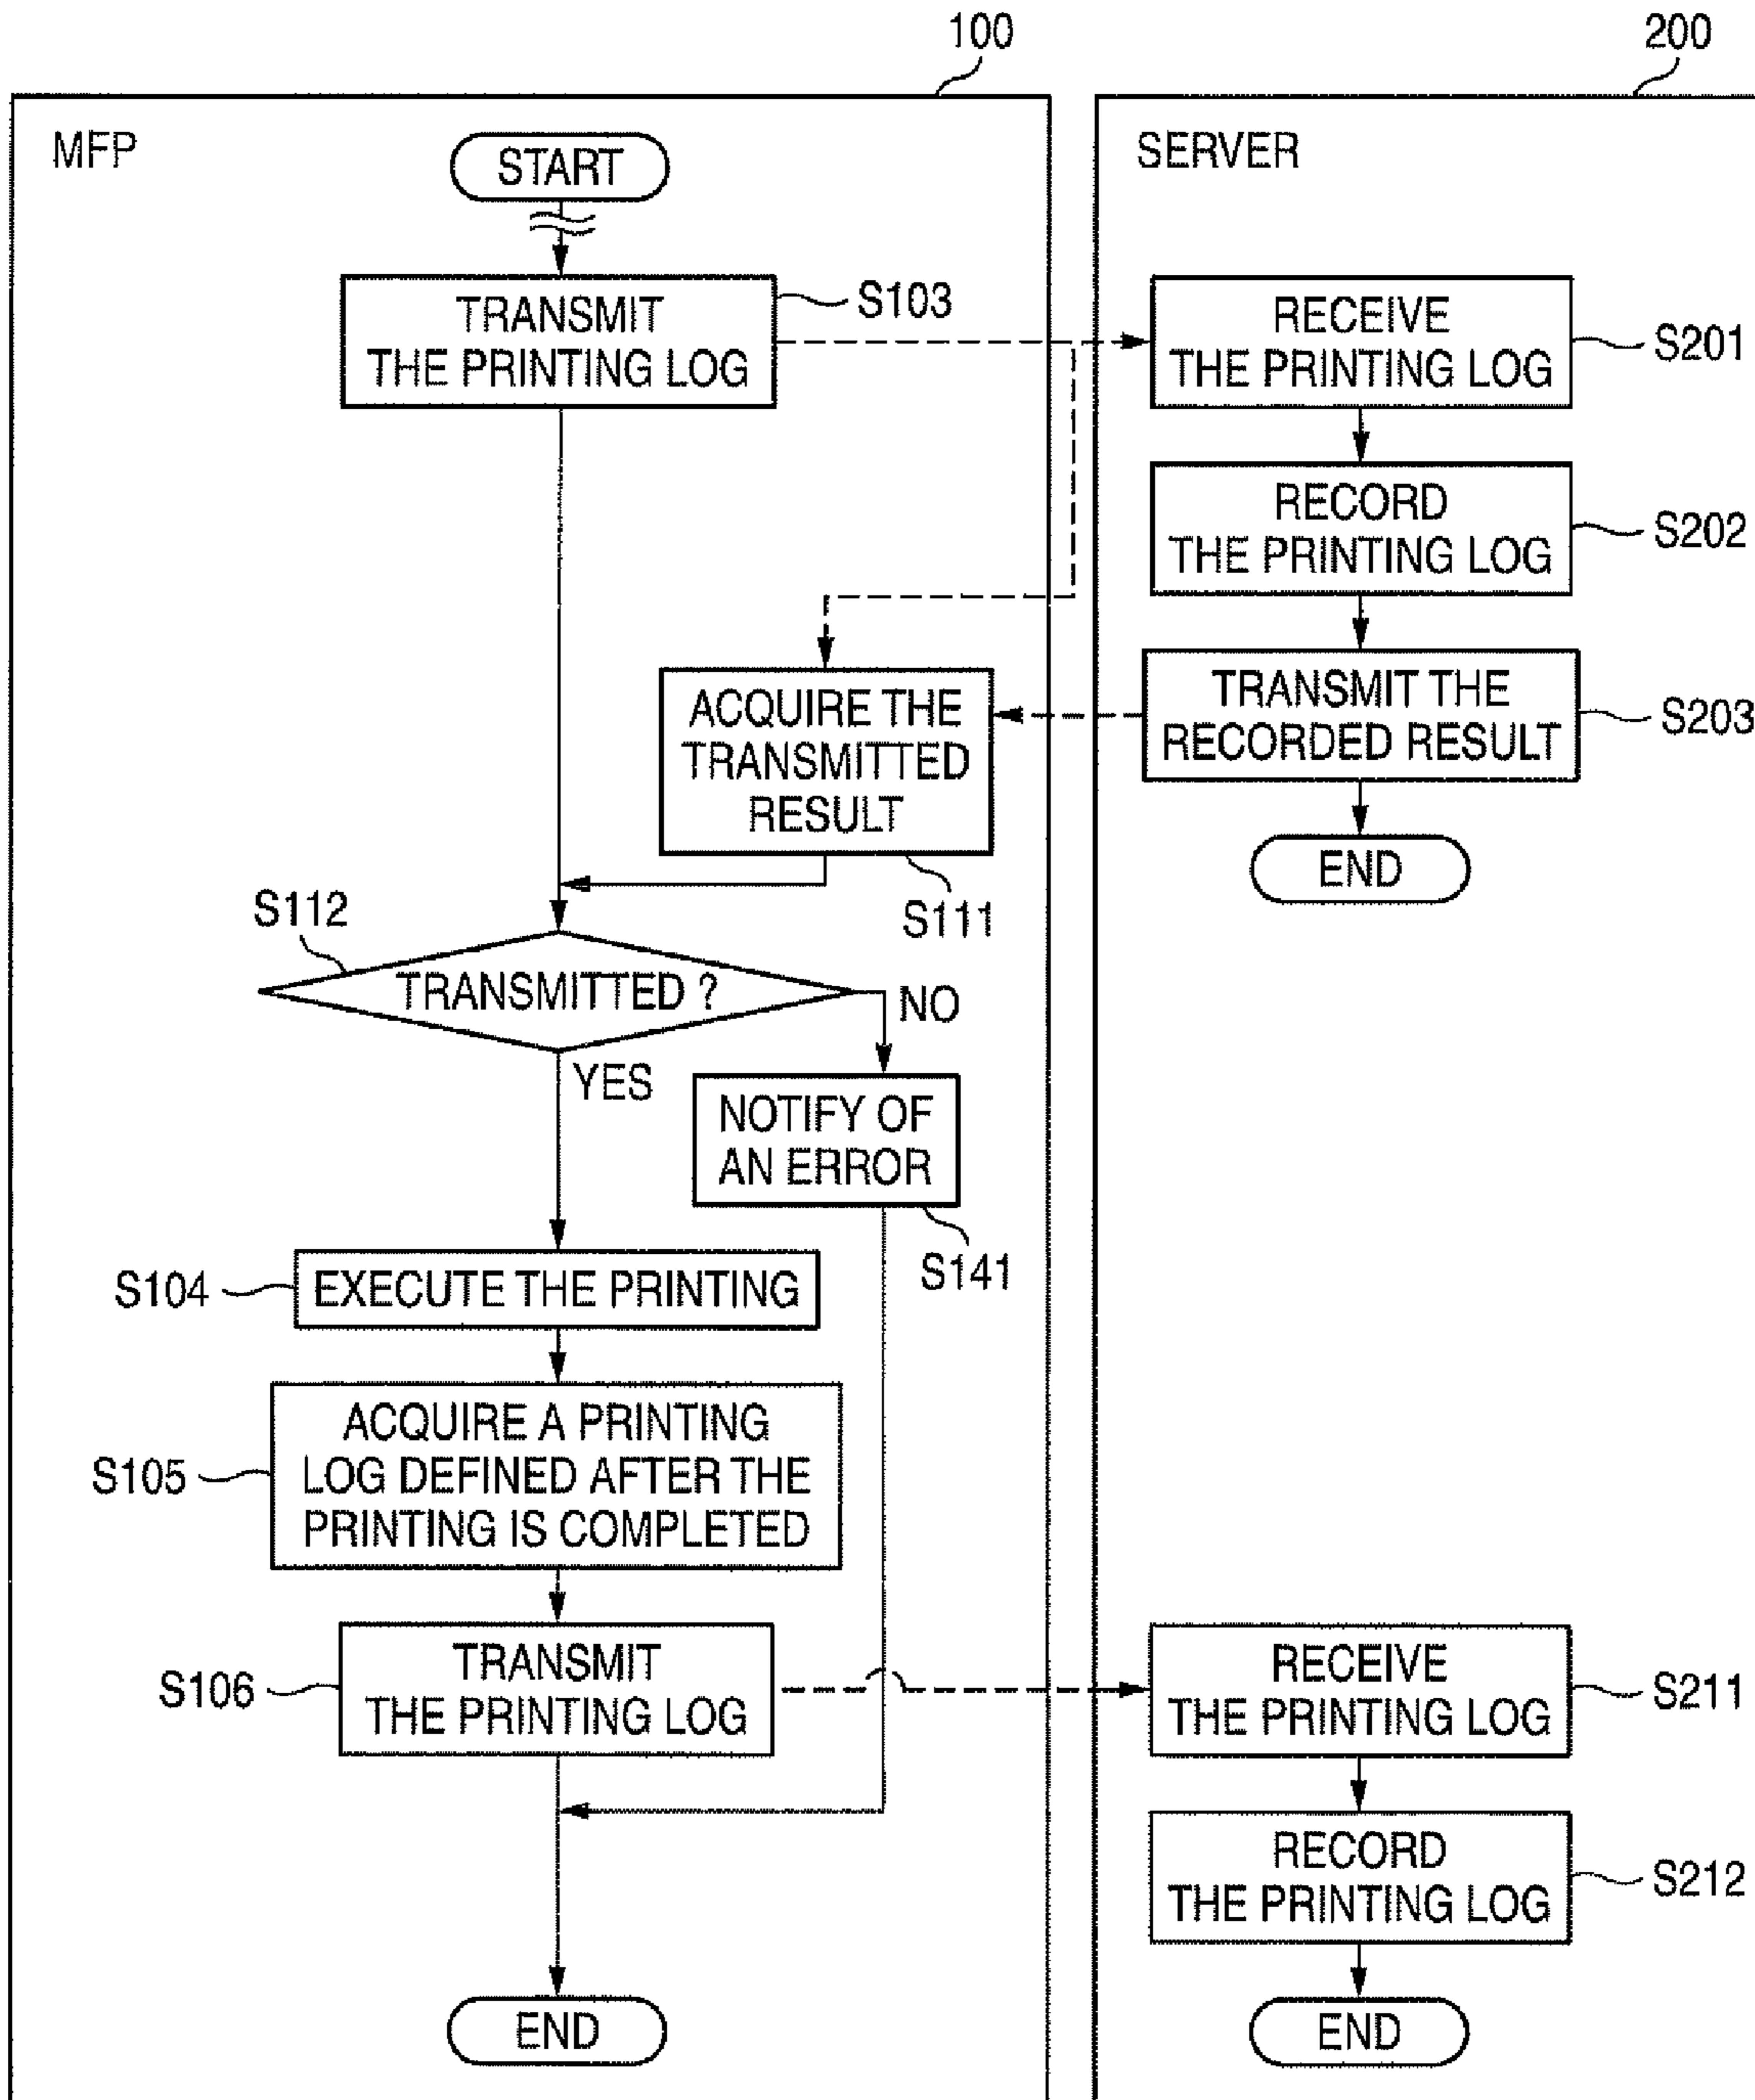 100
200
MFP
SERVER
START
TRANSMIT
THE PRINTING LOG
S103
RECEIVE
THE PRINTING LOG
S201
RECORD
THE PRINTING LOG
S202
ACQUIRE THE
TRANSMITTED
RESULT
S111
TRANSMIT THE
RECORDED RESULT
S203
END
S112
TRANSMITTED ?
NO
YES
NOTIFY OF
AN ERROR
S141
S104
EXECUTE THE PRINTING
S105
ACQUIRE A PRINTING
LOG DEFINED AFTER THE
PRINTING IS COMPLETED
S106
TRANSMIT
THE PRINTING LOG
RECEIVE
THE PRINTING LOG
S211
RECORD
THE PRINTING LOG
S212
END
END